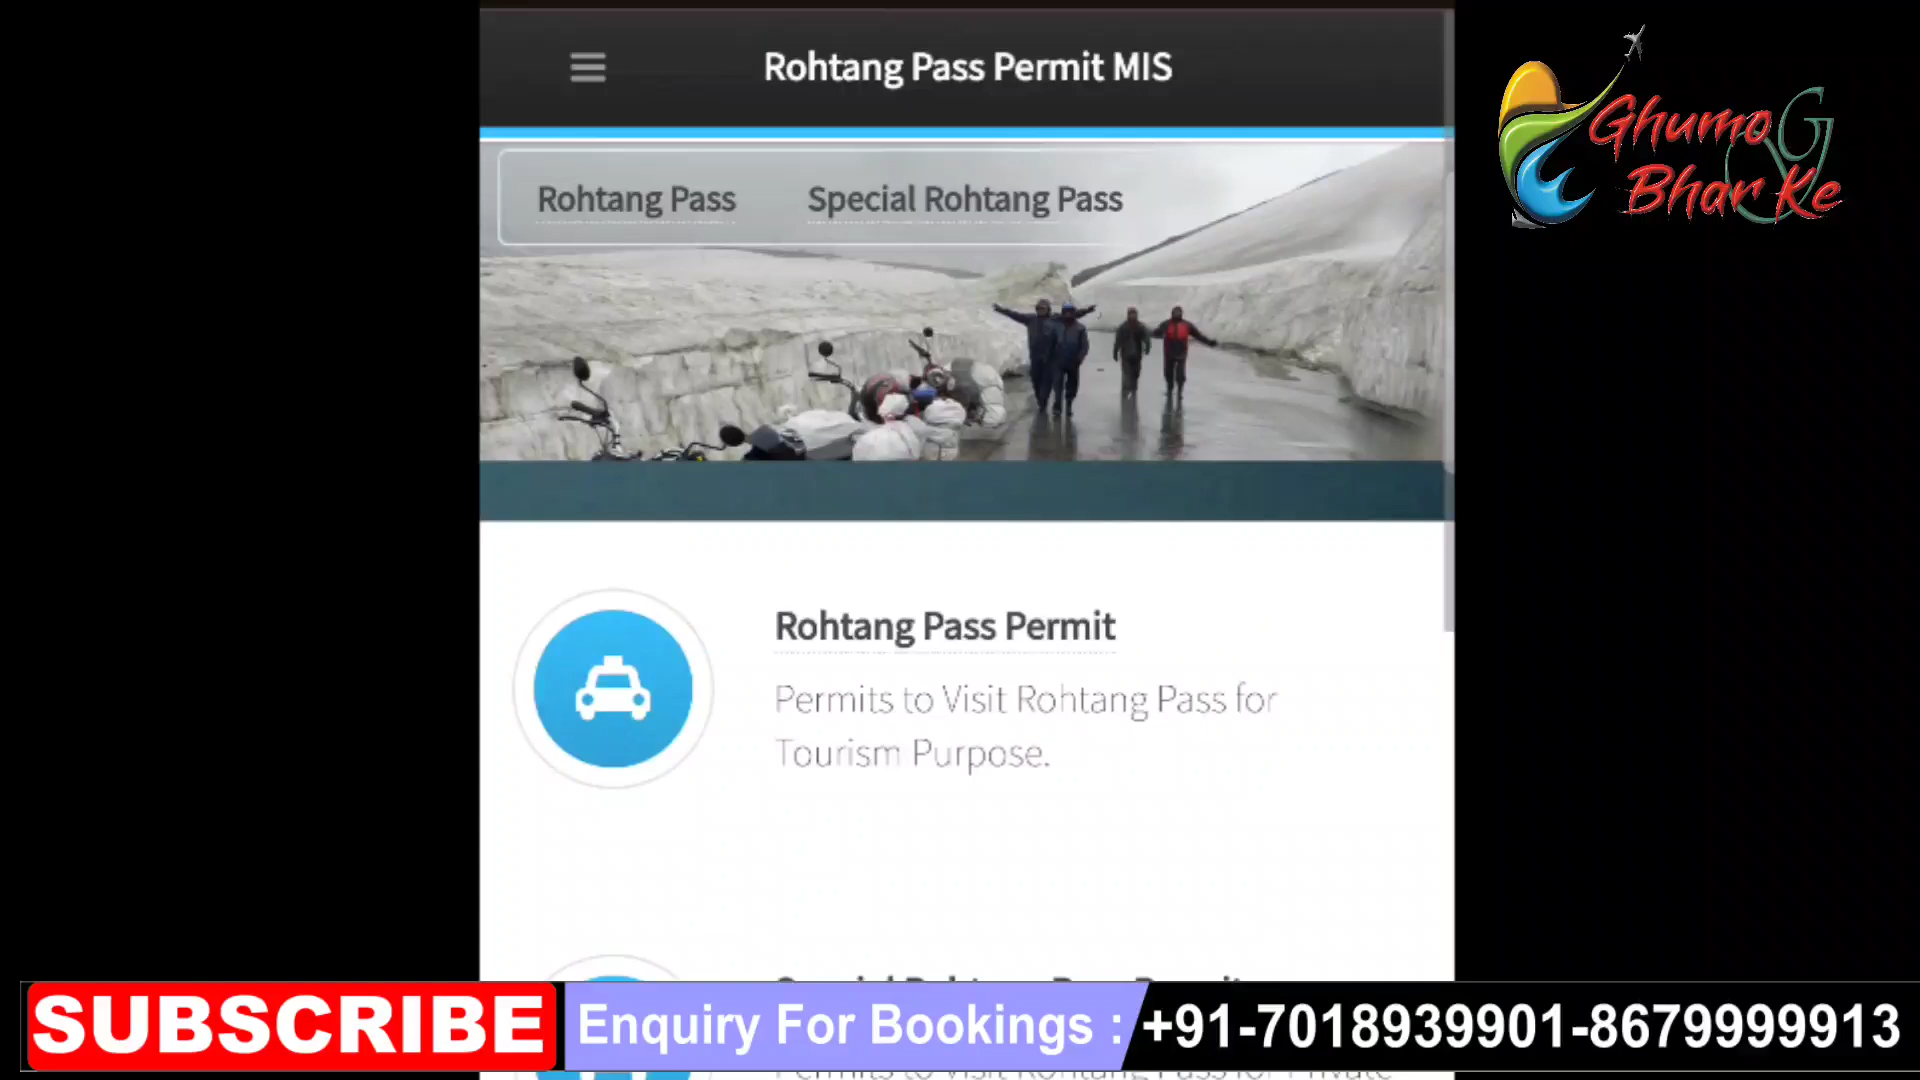 Rohtang Pass Permit MIS
Rohtang Pass
Special Rohtang Pass
Ghumo
Bhar Ke
Rohtang Pass Permit
Permits to Visit Rohtang Pass for
Tourism Purpose.
SUBSCRIBE
Enquiry For Bookings : +91-7018939901-8679999913